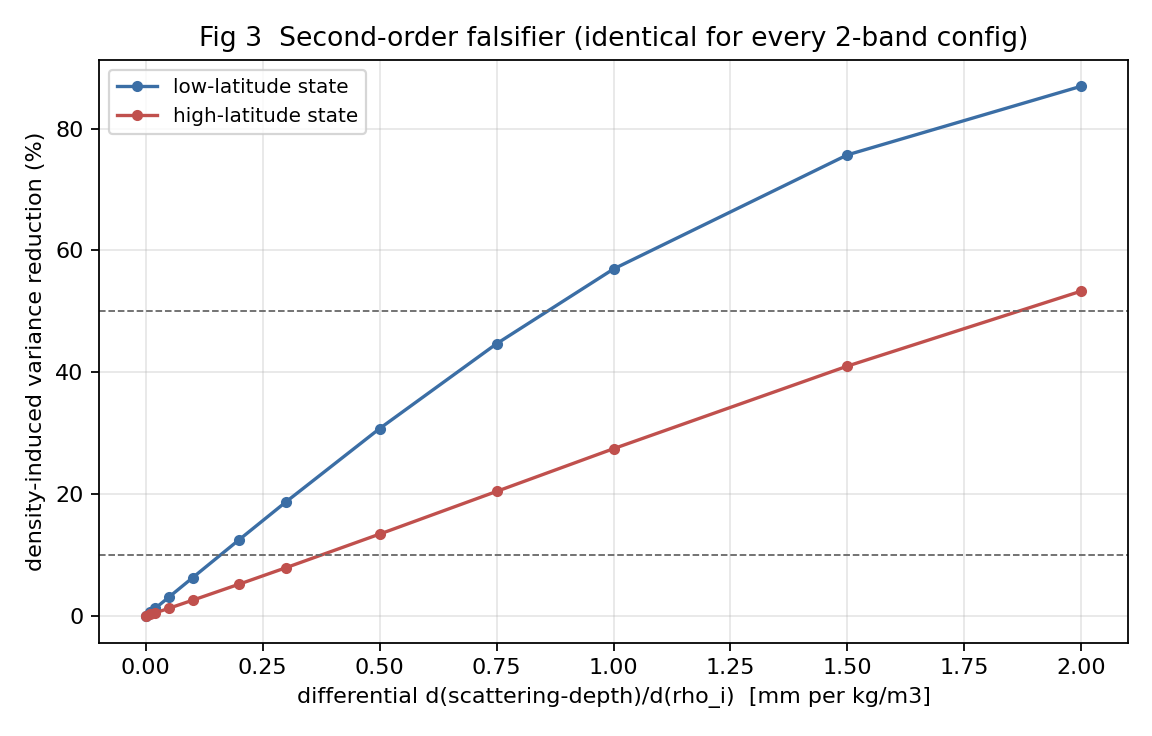 Fig 3  Second-order falsifier (identical for every 2-band config)
low-latitude state
high-latitude state
density-induced variance reduction (%)
80
60
40
20
0
0.00 0.25 0.50 0.75 1.00 1.25 1.50 1.75 2.00
differential d(scattering-depth)/d(rho_i)  [mm per kg/m3]